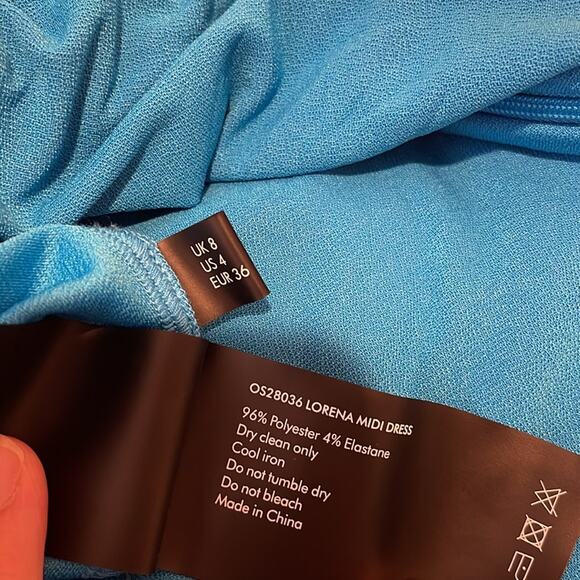 UK 8
US 4
EUR 36
OS28036 LORENA MIDI DRESS
96% Polyester 4% Elastane
Dry clean only
Cool iron
Do not tumble dry
Do not bleach
Made in China